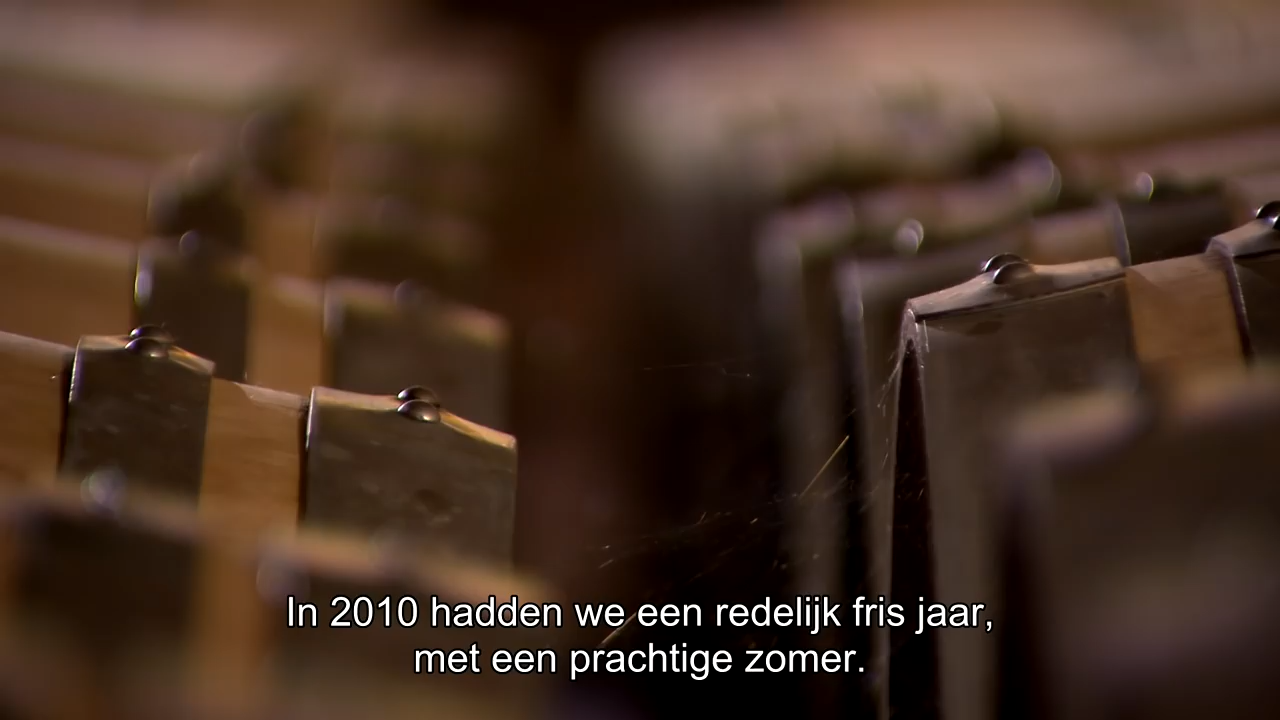 In 2010 hadden we een redelijk fris jaar,
met een prachtige zomer.